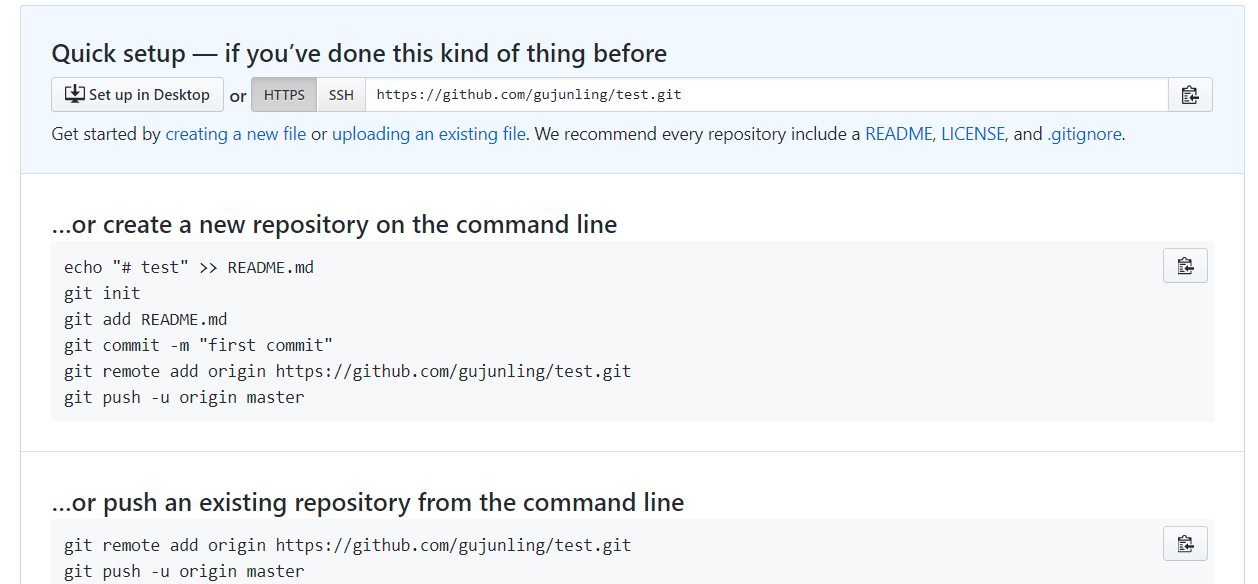 Quick setup — if you’ve done this kind of thing before
Set up in Desktop or HTTPS SSH https://github.com/gujunling/test.git
Get started by creating a new file or uploading an existing file. We recommend every repository include a README, LICENSE, and .gitignore.
…or create a new repository on the command line
echo "# test" >> README.md
git init
git add README.md
git commit -m "first commit"
git remote add origin https://github.com/gujunling/test.git
git push -u origin master
…or push an existing repository from the command line
git remote add origin https://github.com/gujunling/test.git
git push -u origin master